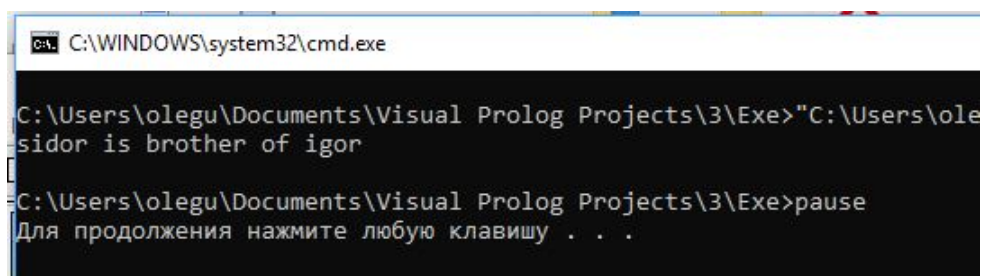 C:\WINDOWS\system32\cmd.exe
C:\Users\olegu\Documents\Visual Prolog Projects\3\Exe>"C:\Users\ole
sidor is brother of igor
C:\Users\olegu\Documents\Visual Prolog Projects\3\Exe>pause
Для продолжения нажмите любую клавишу . . .